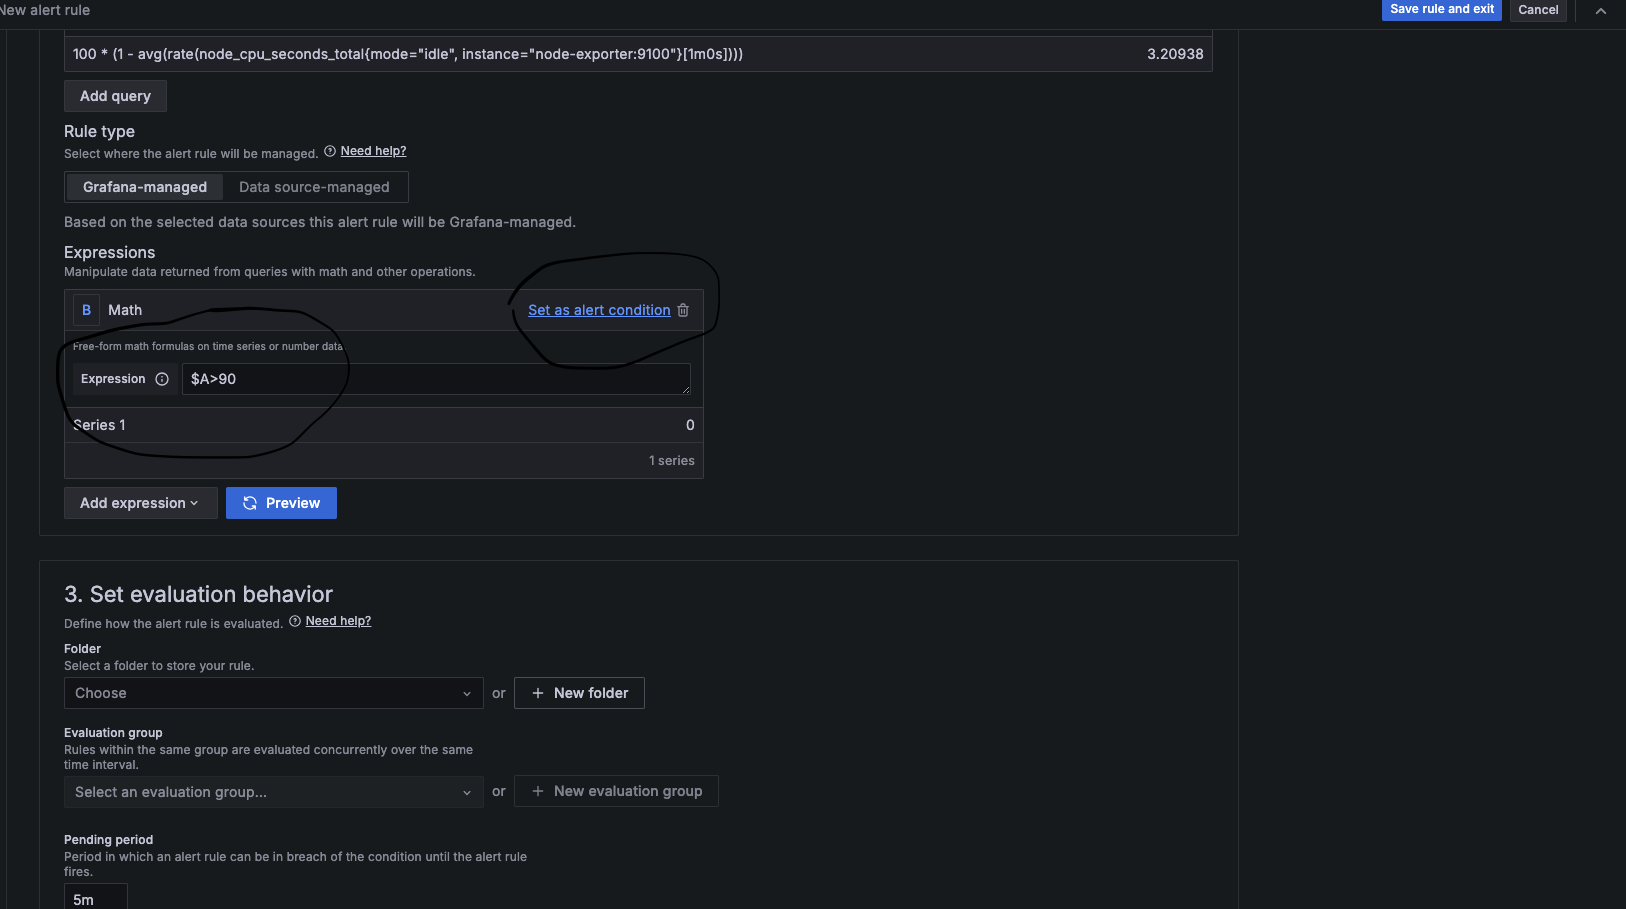 New alert rule
Save rule and exit
Cancel
100 * (1 - avg(rate(node_cpu_seconds_total{mode="idle", instance="node-exporter:9100"}[1m0s])))
3.20938
Add query
Rule type
Select where the alert rule will be managed. Need help?
Grafana-managed Data source-managed
Based on the selected data sources this alert rule will be Grafana-managed.
Expressions
Manipulate data returned from queries with math and other operations.
B Math
Set as alert condition
Free-form math formulas on time series or number data
Expression
$A>90
Series 1
0
1 series
Add expression
Preview
3. Set evaluation behavior
Define how the alert rule is evaluated. Need help?
Folder
Select a folder to store your rule.
Choose
or
+ New folder
Evaluation group
Rules within the same group are evaluated concurrently over the same
time interval.
Select an evaluation group...
or
+ New evaluation group
Pending period
Period in which an alert rule can be in breach of the condition until the alert rule
fires.
5m